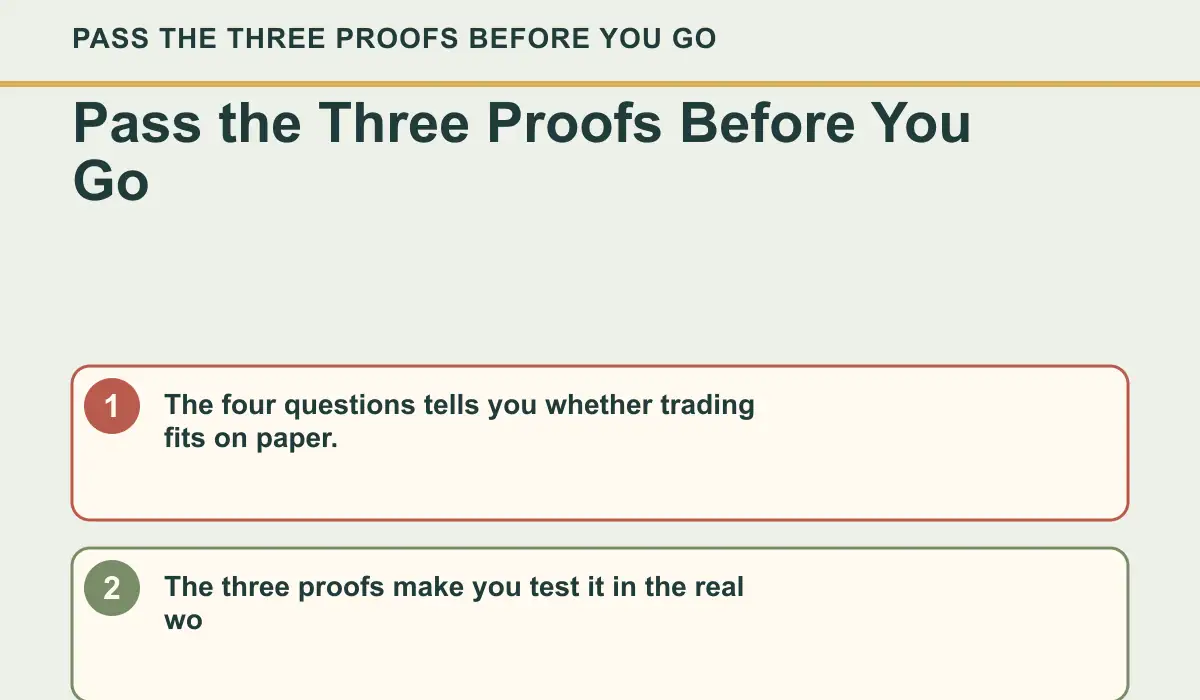 PASS THE THREE PROOFS BEFORE YOU GO
Pass the Three Proofs Before You
Go
1
The four questions tells you whether trading
fits on paper.
2
The three proofs make you test it in the real
wo